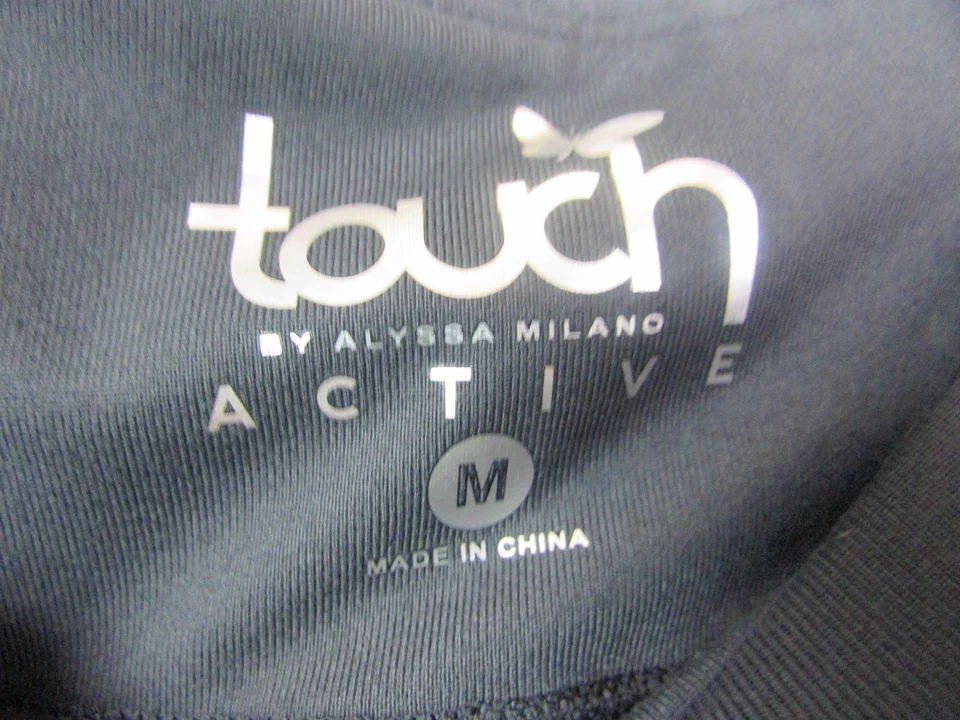 touch
BY ALYSSA MILANO
ACTIVE
M
MADE IN CHINA